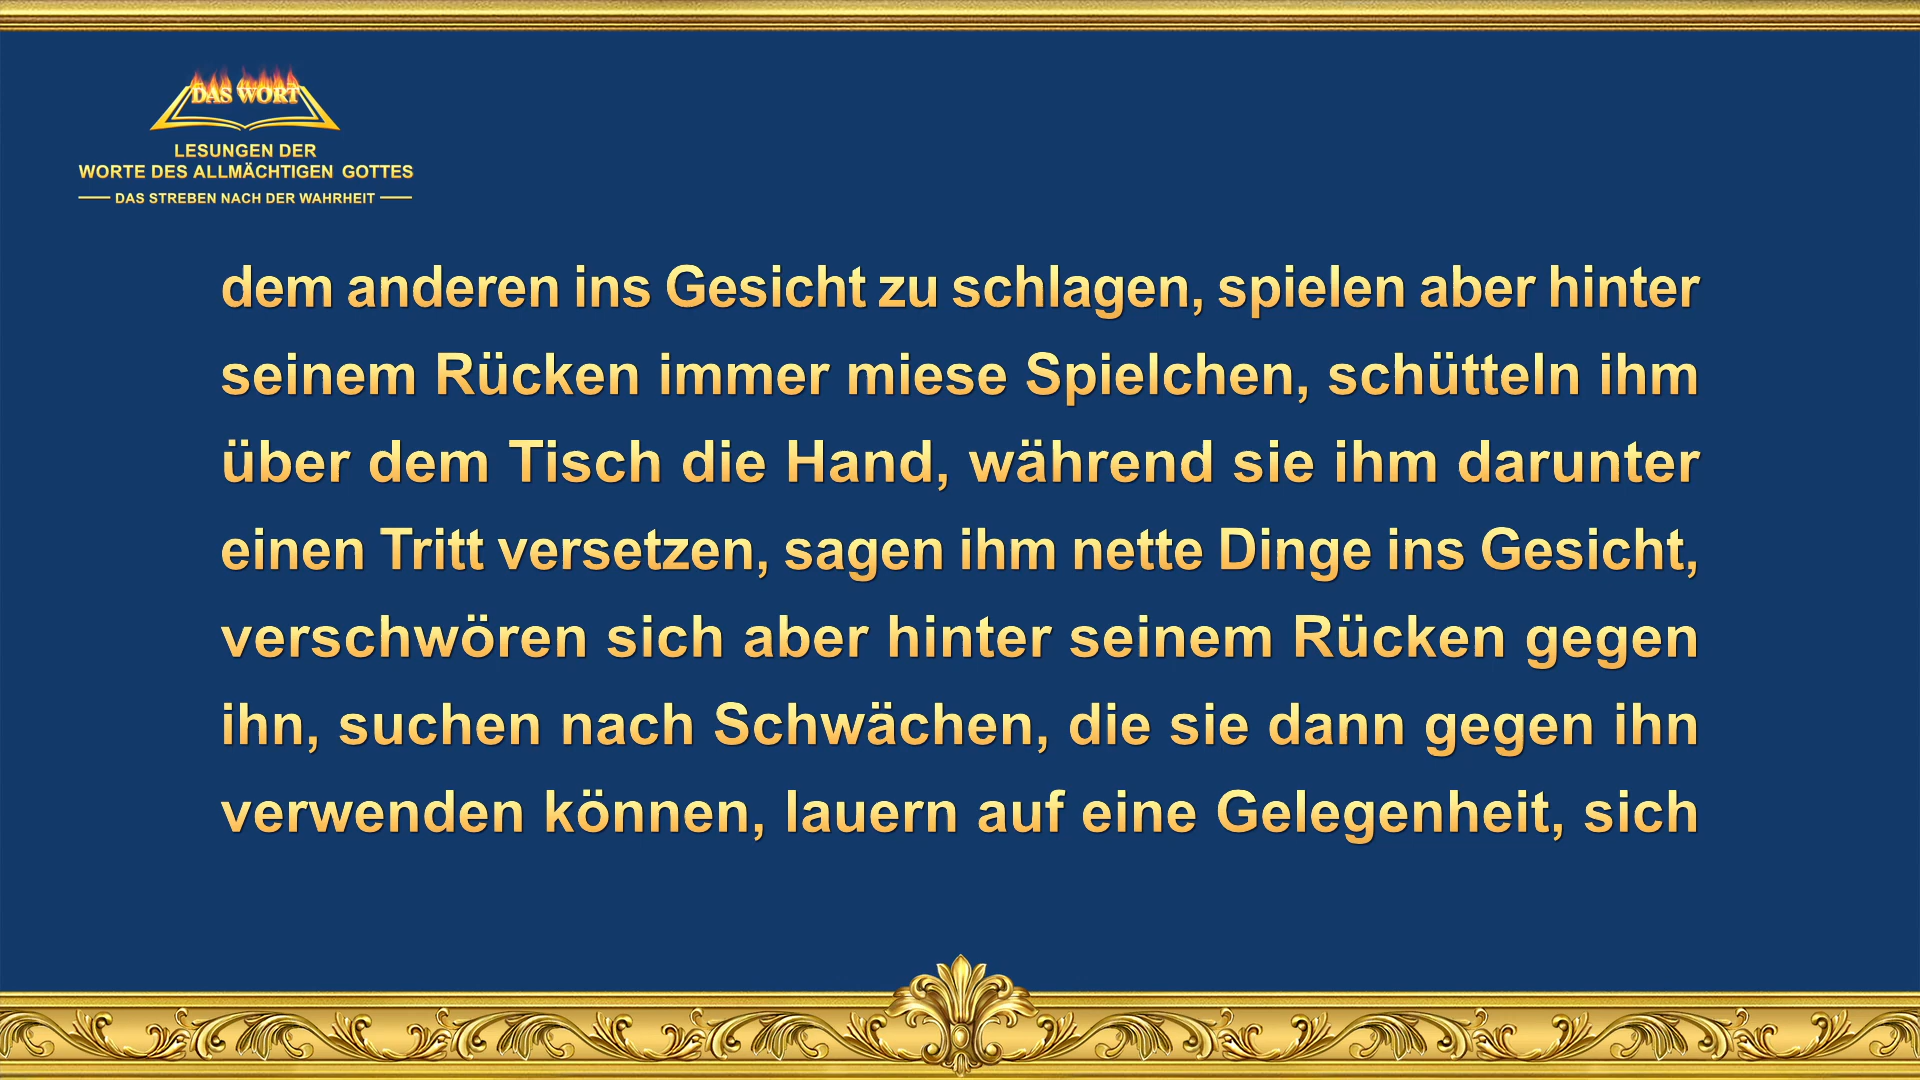 DAS WORT
LESUNGEN DER
WORTE DES ALLMÄCHTIGEN GOTTES
DAS STREBEN NACH DER WAHRHEIT
dem anderen ins Gesicht zu schlagen, spielen aber hinter
seinem Rücken immer miese Spielchen, schütteln ihm
über dem Tisch die Hand, während sie ihm darunter
einen Tritt versetzen, sagen ihm nette Dinge ins Gesicht,
verschwören sich aber hinter seinem Rücken gegen
ihn, suchen nach Schwächen, die sie dann gegen ihn
verwenden können, lauern auf eine Gelegenheit, sich